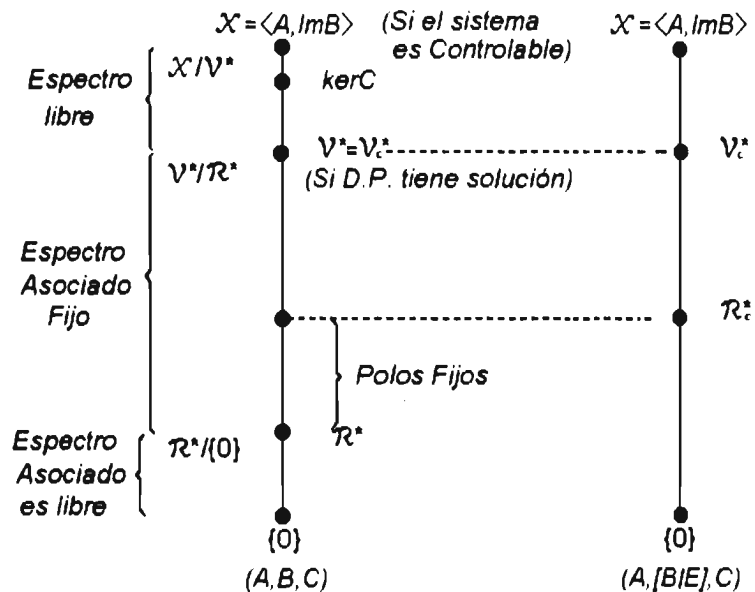 𝒳 = ⟨A, ImB⟩
(Si el sistema
es Controlable)
𝒳 = ⟨A, ImB⟩
Espectro
libre
𝒳/𝒱*
kerC
𝒱*=𝒱c*
𝒱c*
(Si D.P. tiene solución)
𝒱*/ℛ*
Espectro
Asociado
Fijo
ℛc*
Polos Fijos
ℛ*
Espectro
Asociado
es libre
ℛ*/{0}
{0}
{0}
(A,B,C)
(A,[B|E],C)